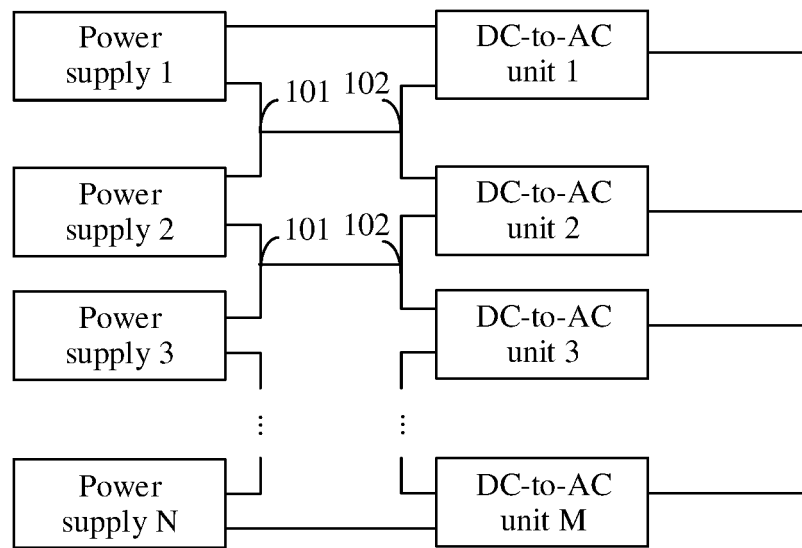 Power
supply 1
DC-to-AC
unit 1
101
102
Power
supply 2
DC-to-AC
unit 2
101
102
Power
supply 3
DC-to-AC
unit 3
...
...
Power
supply N
DC-to-AC
unit M